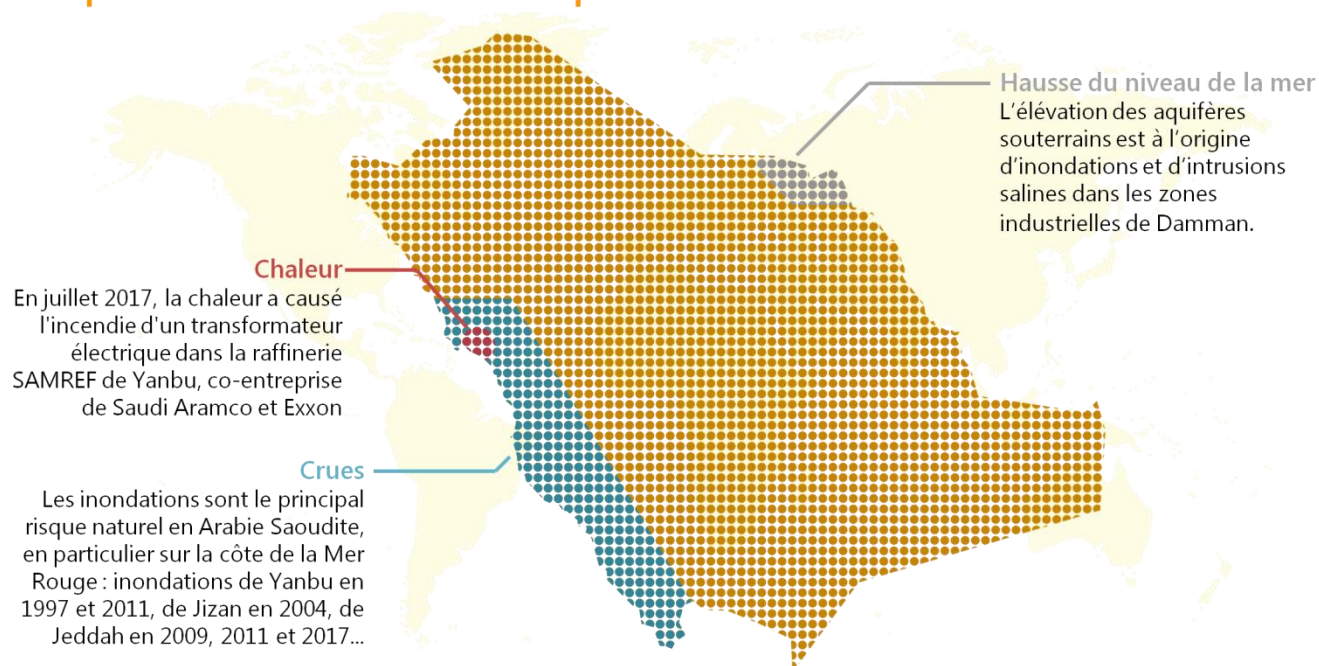 Hausse du niveau de la mer
L'élévation des aquifères
souterrains est à l'origine
d'inondations et d'intrusions
salines dans les zones
industrielles de Damman.
Chaleur
En juillet 2017, la chaleur a causé
l'incendie d'un transformateur
électrique dans la raffinerie
SAMREF de Yanbu, co-entreprise
de Saudi Aramco et Exxon
Crues
Les inondations sont le principal
risque naturel en Arabie Saoudite,
en particulier sur la côte de la Mer
Rouge : inondations de Yanbu en
1997 et 2011, de Jizan en 2004, de
Jeddah en 2009, 2011 et 2017...